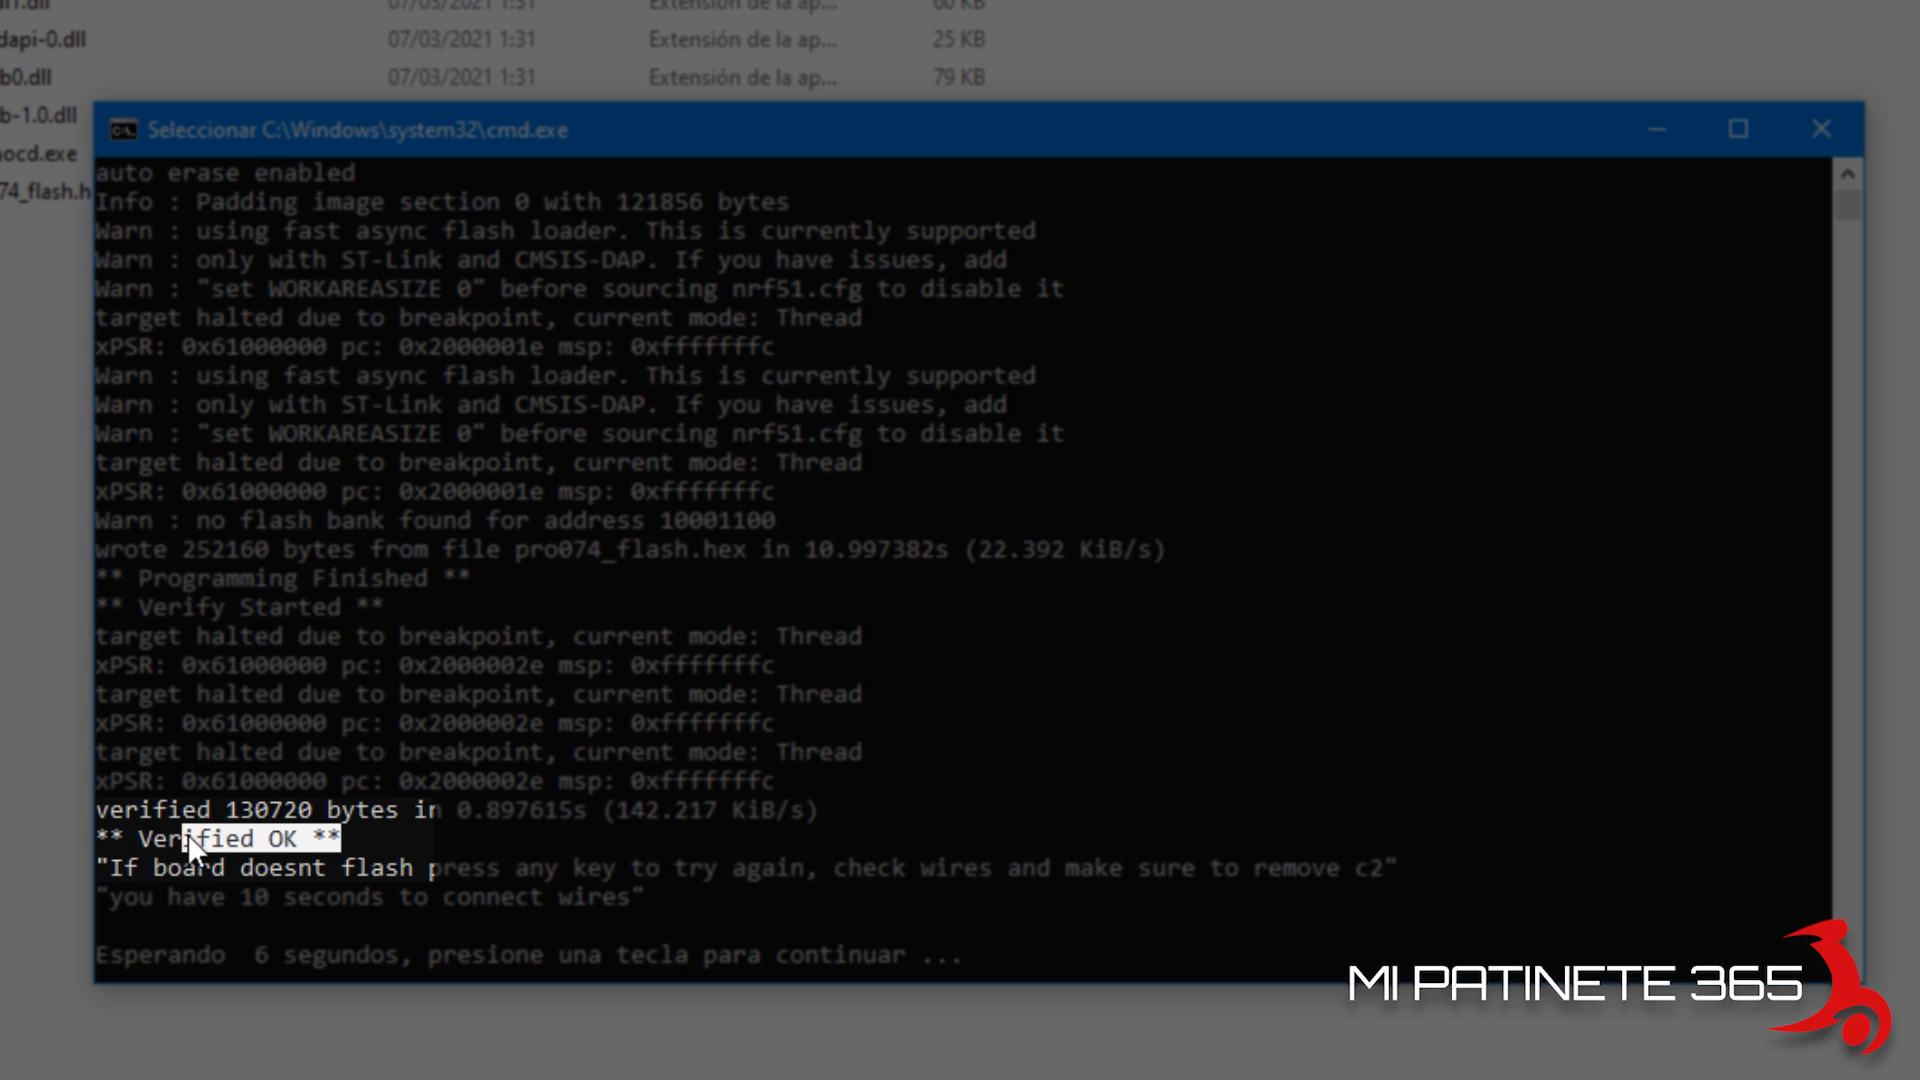 07/03/2021 1:31 Extensión de la ap... 60 KB
dapi-0.dll 07/03/2021 1:31 Extensión de la ap... 25 KB
b0.dll 07/03/2021 1:31 Extensión de la ap... 79 KB
b-1.0.dll
ocd.exe
74_flash.h
Seleccionar C:\Windows\system32\cmd.exe
auto erase enabled
Info : Padding image section 0 with 121856 bytes
Warn : using fast async flash loader. This is currently supported
Warn : only with ST-Link and CMSIS-DAP. If you have issues, add
Warn : "set WORKAREASIZE 0" before sourcing nrf51.cfg to disable it
target halted due to breakpoint, current mode: Thread
xPSR: 0x61000000 pc: 0x2000001e msp: 0xfffffffc
Warn : using fast async flash loader. This is currently supported
Warn : only with ST-Link and CMSIS-DAP. If you have issues, add
Warn : "set WORKAREASIZE 0" before sourcing nrf51.cfg to disable it
target halted due to breakpoint, current mode: Thread
xPSR: 0x61000000 pc: 0x2000001e msp: 0xfffffffc
Warn : no flash bank found for address 10001100
wrote 252160 bytes from file pro074_flash.hex in 10.997382s (22.392 KiB/s)
** Programming Finished **
** Verify Started **
target halted due to breakpoint, current mode: Thread
xPSR: 0x61000000 pc: 0x2000002e msp: 0xfffffffc
target halted due to breakpoint, current mode: Thread
xPSR: 0x61000000 pc: 0x2000002e msp: 0xfffffffc
target halted due to breakpoint, current mode: Thread
xPSR: 0x61000000 pc: 0x2000002e msp: 0xfffffffc
verified 130720 bytes in 0.897615s (142.217 KiB/s)
** Verified OK **
"If board doesnt flash press any key to try again, check wires and make sure to remove c2"
"you have 10 seconds to connect wires"
Esperando  6 segundos, presione una tecla para continuar ...
MI PATINETE 365